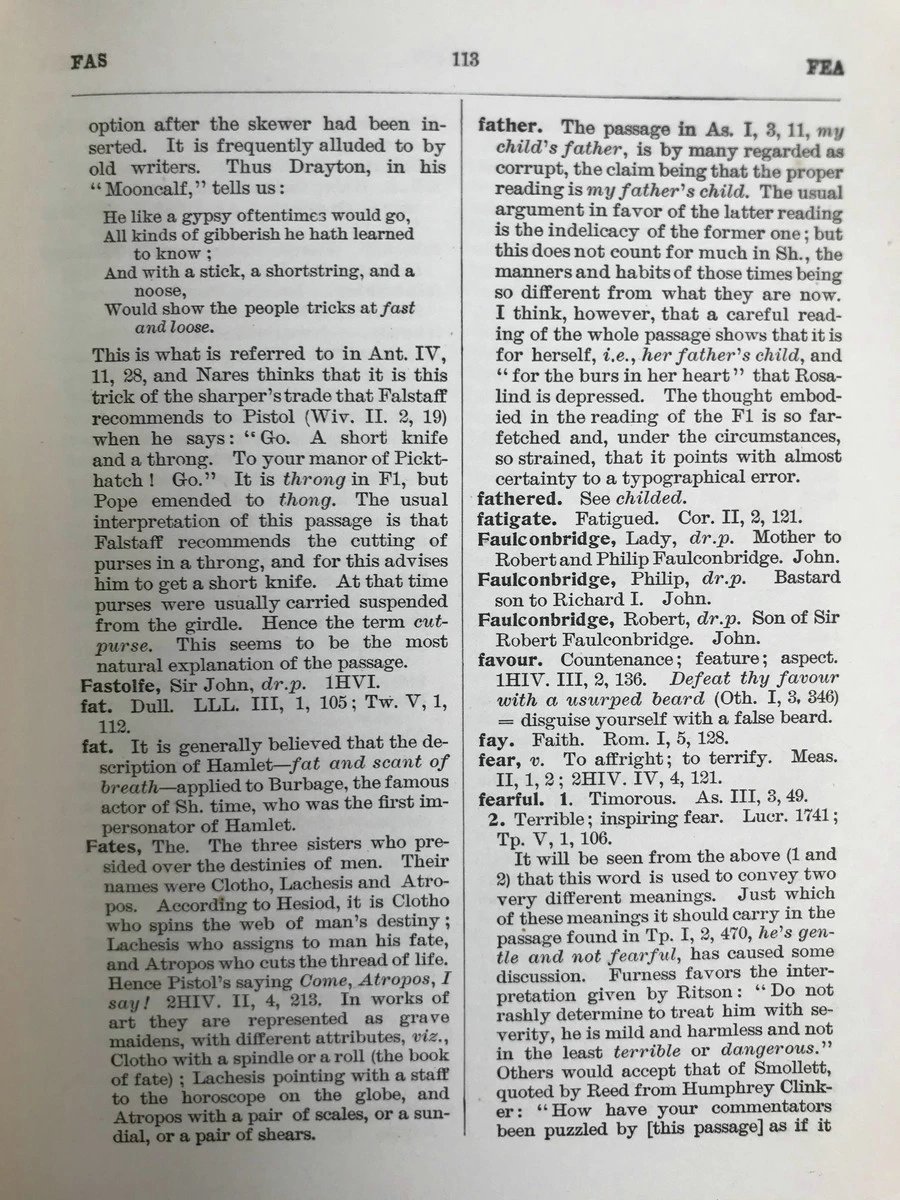 FAS
113
FEA
option after the skewer had been in-
serted. It is frequently alluded to by
old writers. Thus Drayton, in his
"Mooncalf," tells us:
He like a gypsy oftentimes would go,
All kinds of gibberish he hath learned
to know;
And with a stick, a shortstring, and a
noose,
Would show the people tricks at fast
and loose.
This is what is referred to in Ant. IV,
11, 28, and Nares thinks that it is this
trick of the sharper's trade that Falstaff
recommends to Pistol (Wiv. II. 2, 19)
when he says: "Go. A short knife
and a throng. To your manor of Pickt-
hatch! Go." It is throng in F1, but
Pope emended to thong. The usual
interpretation of this passage is that
Falstaff recommends the cutting of
purses in a throng, and for this advises
him to get a short knife. At that time
purses were usually carried suspended
from the girdle. Hence the term cut-
purse. This seems to be the most
natural explanation of the passage.
Fastolfe, Sir John, dr.p. 1HVI.
fat. Dull. LLL. III, 1, 105; Tw. V, 1,
112.
fat. It is generally believed that the de-
scription of Hamlet—fat and scant of
breath—applied to Burbage, the famous
actor of Sh. time, who was the first im-
personator of Hamlet.
Fates, The. The three sisters who pre-
sided over the destinies of men. Their
names were Clotho, Lachesis and Atro-
pos. According to Hesiod, it is Clotho
who spins the web of man's destiny;
Lachesis who assigns to man his fate,
and Atropos who cuts the thread of life.
Hence Pistol's saying Come, Atropos, I
say! 2HIV. II, 4, 213. In works of
art they are represented as grave
maidens, with different attributes, viz.,
Clotho with a spindle or a roll (the book
of fate); Lachesis pointing with a staff
to the horoscope on the globe, and
Atropos with a pair of scales, or a sun-
dial, or a pair of shears.
father. The passage in As. I, 3, 11, my
child's father, is by many regarded as
corrupt, the claim being that the proper
reading is my father's child. The usual
argument in favor of the latter reading
is the indelicacy of the former one; but
this does not count for much in Sh., the
manners and habits of those times being
so different from what they are now.
I think, however, that a careful read-
ing of the whole passage shows that it is
for herself, i.e., her father's child, and
"for the burs in her heart" that Rosa-
lind is depressed. The thought embod-
ied in the reading of the F1 is so far-
fetched and, under the circumstances,
so strained, that it points with almost
certainty to a typographical error.
fathered. See childed.
fatigate. Fatigued. Cor. II, 2, 121.
Faulconbridge, Lady, dr.p. Mother to
Robert and Philip Faulconbridge. John.
Faulconbridge, Philip, dr.p. Bastard
son to Richard I. John.
Faulconbridge, Robert, dr.p. Son of Sir
Robert Faulconbridge. John.
favour. Countenance; feature; aspect.
1HIV. III, 2, 136. Defeat thy favour
with a usurped beard (Oth. I, 3, 346)
= disguise yourself with a false beard.
fay. Faith. Rom. I, 5, 128.
fear, v. To affright; to terrify. Meas.
II, 1, 2; 2HIV. IV, 4, 121.
fearful. 1. Timorous. As. III, 3, 49.
2. Terrible; inspiring fear. Lucr. 1741;
Tp. V, 1, 106.
It will be seen from the above (1 and
2) that this word is used to convey two
very different meanings. Just which
of these meanings it should carry in the
passage found in Tp. I, 2, 470, he's gen-
tle and not fearful, has caused some
discussion. Furness favors the inter-
pretation given by Ritson: "Do not
rashly determine to treat him with se-
verity, he is mild and harmless and not
in the least terrible or dangerous."
Others would accept that of Smollett,
quoted by Reed from Humphrey Clink-
er: "How have your commentators
been puzzled by [this passage] as if it